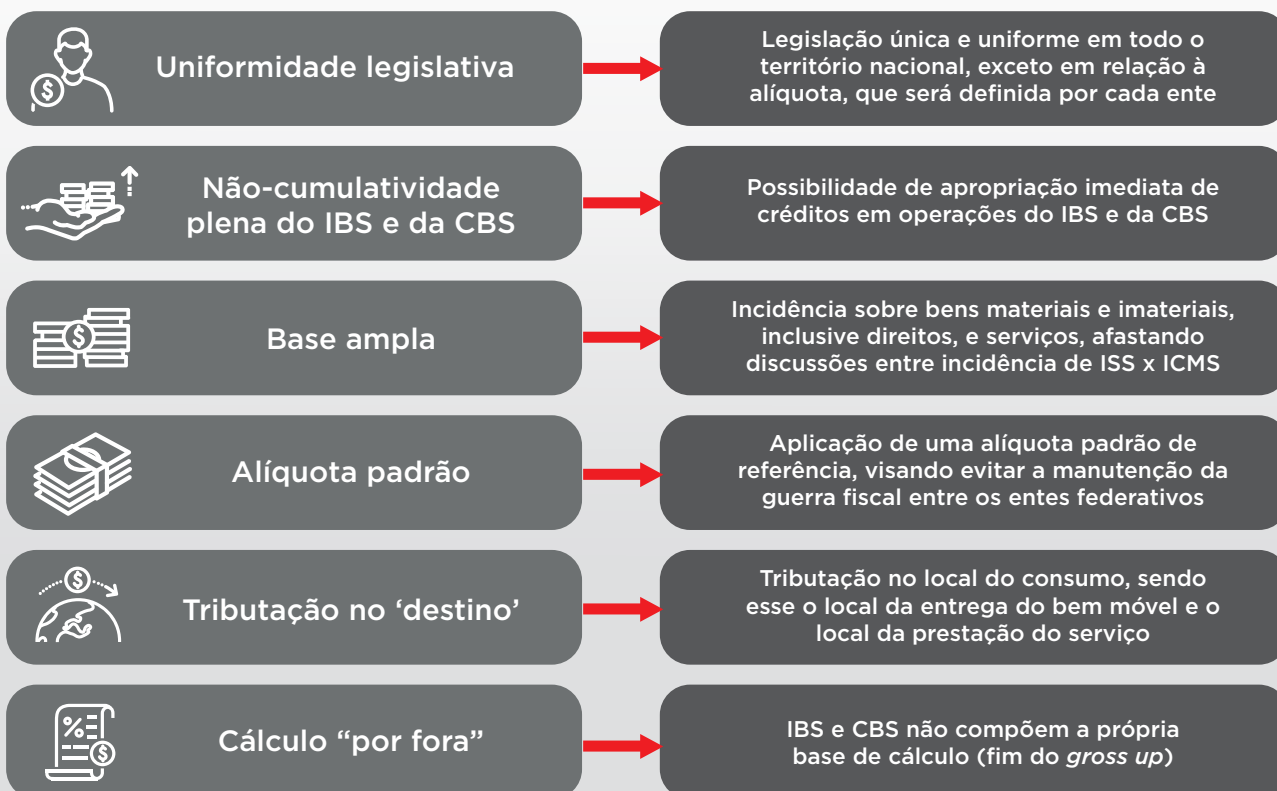 Uniformidade legislativa
Legislação única e uniforme em todo o
território nacional, exceto em relação à
alíquota, que será definida por cada ente
Não-cumulatividade
plena do IBS e da CBS
Possibilidade de apropriação imediata de
créditos em operações do IBS e da CBS
Base ampla
Incidência sobre bens materiais e imateriais,
inclusive direitos, e serviços, afastando
discussões entre incidência de ISS x ICMS
Alíquota padrão
Aplicação de uma alíquota padrão de
referência, visando evitar a manutenção da
guerra fiscal entre os entes federativos
Tributação no ‘destino’
Tributação no local do consumo, sendo
esse o local da entrega do bem móvel e o
local da prestação do serviço
Cálculo “por fora”
IBS e CBS não compõem a própria
base de cálculo (fim do gross up)